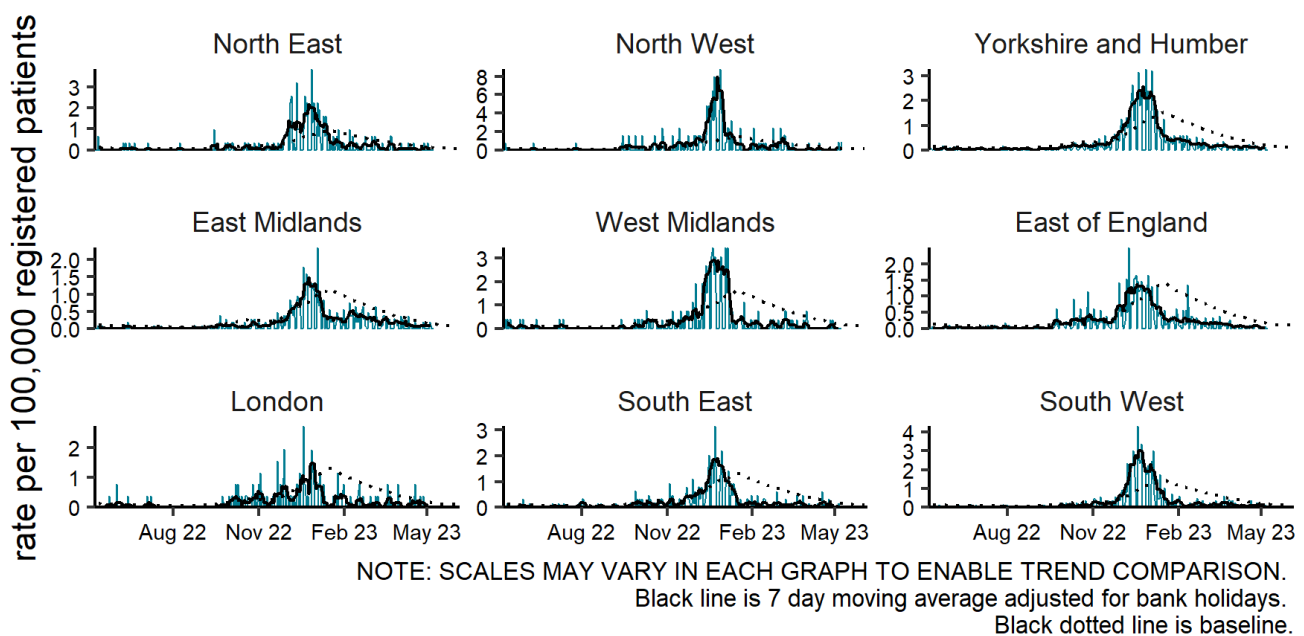 rate per 100,000 registered patients
North East
North West
Yorkshire and Humber
3
2
1
0
8
6
4
2
0
3
2
1
0
East Midlands
West Midlands
East of England
2.0
1.5
1.0
0.5
0.0
3
2
1
0
2.0
1.5
1.0
0.5
0.0
London
South East
South West
2
1
0
3
2
1
0
4
3
2
1
0
Aug 22 Nov 22 Feb 23 May 23
Aug 22 Nov 22 Feb 23 May 23
Aug 22 Nov 22 Feb 23 May 23
NOTE: SCALES MAY VARY IN EACH GRAPH TO ENABLE TREND COMPARISON.
Black line is 7 day moving average adjusted for bank holidays.
Black dotted line is baseline.